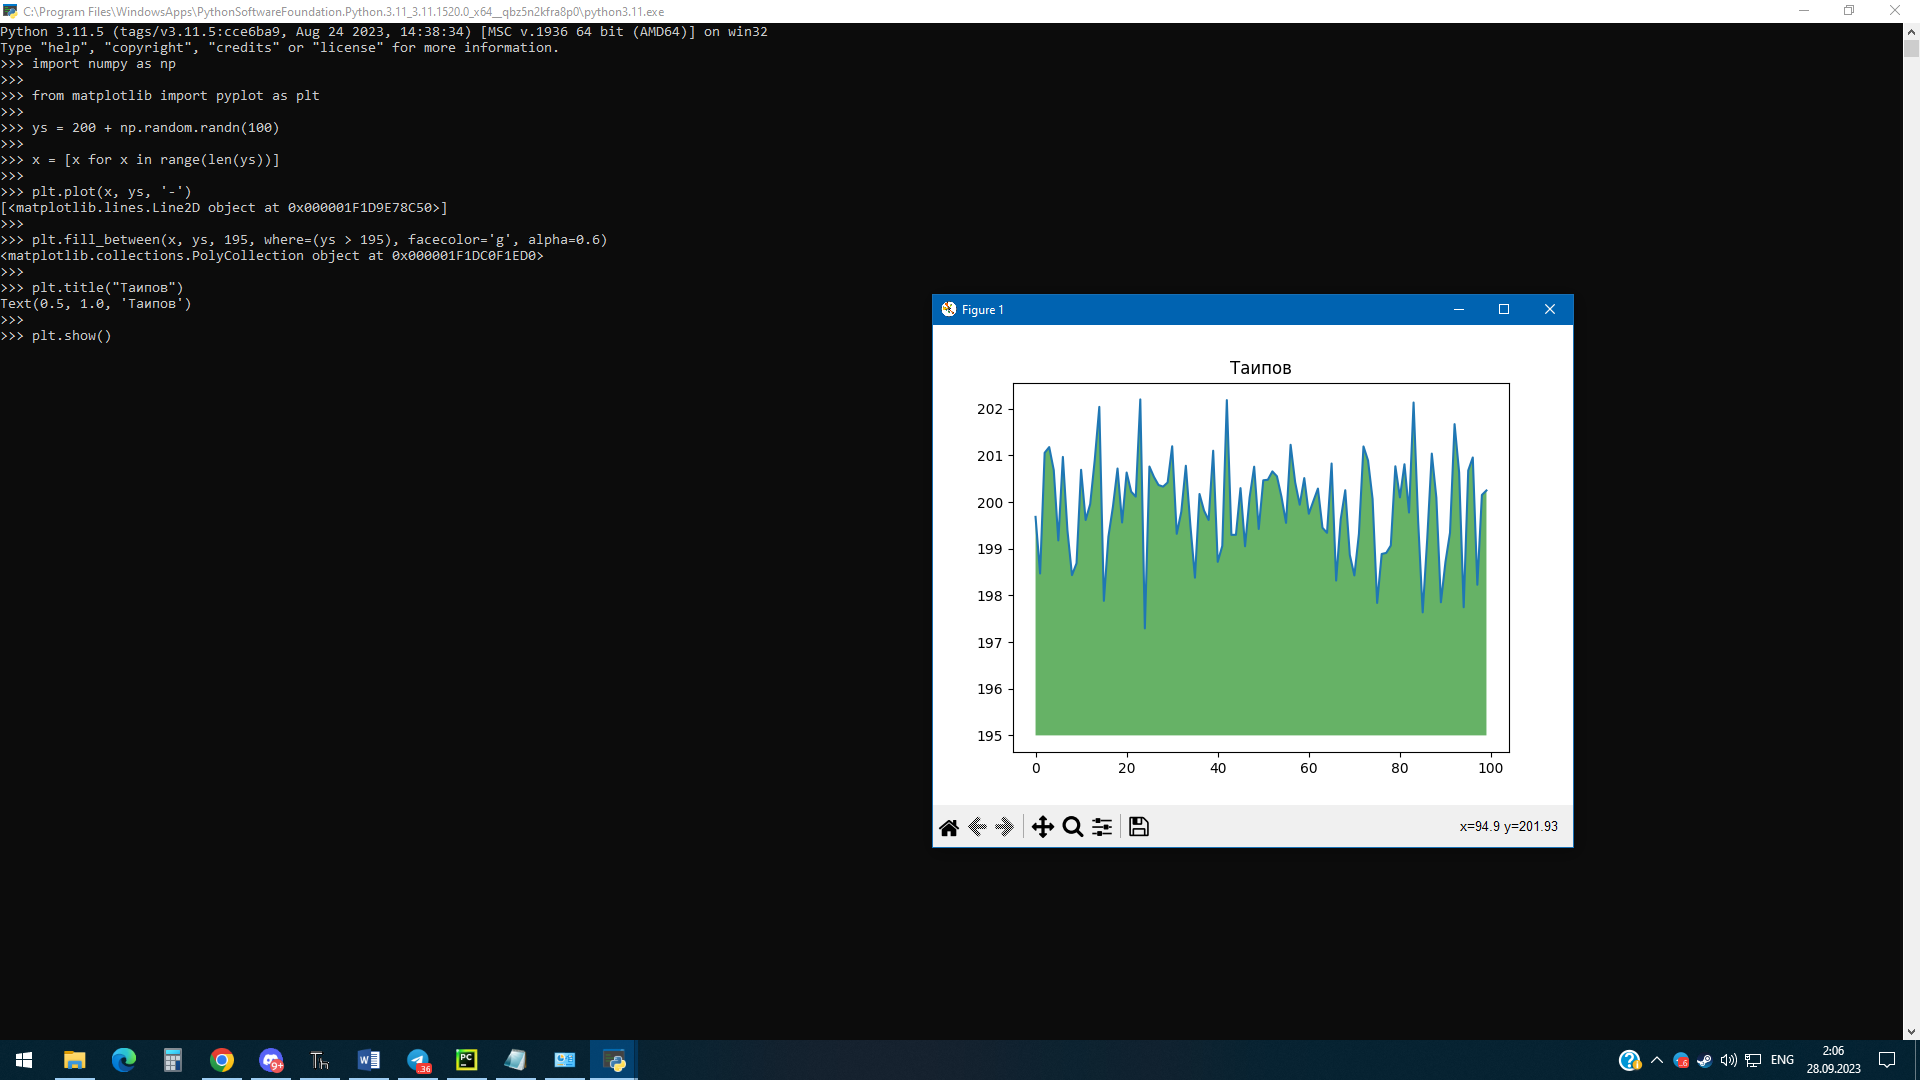 C:\Program Files\WindowsApps\PythonSoftwareFoundation.Python.3.11_3.11.1520.0_x64__qbz5n2kfra8p0\python3.11.exe
Python 3.11.5 (tags/v3.11.5:cce6ba9, Aug 24 2023, 14:38:34) [MSC v.1936 64 bit (AMD64)] on win32
Type "help", "copyright", "credits" or "license" for more information.
>>> import numpy as np
>>>
>>> from matplotlib import pyplot as plt
>>>
>>> ys = 200 + np.random.randn(100)
>>>
>>> x = [x for x in range(len(ys))]
>>>
>>> plt.plot(x, ys, '-')
[<matplotlib.lines.Line2D object at 0x000001F1D9E78C50>]
>>>
>>> plt.fill_between(x, ys, 195, where=(ys > 195), facecolor='g', alpha=0.6)
<matplotlib.collections.PolyCollection object at 0x000001F1DC0F1ED0>
>>>
>>> plt.title("Таипов")
Text(0.5, 1.0, 'Таипов')
>>>
>>> plt.show()
Figure 1
Таипов
202
201
200
199
198
197
196
195
0 20 40 60 80 100
x=94.9 y=201.93
9+
Th
W
36
PC
6
ENG
2:06
28.09.2023